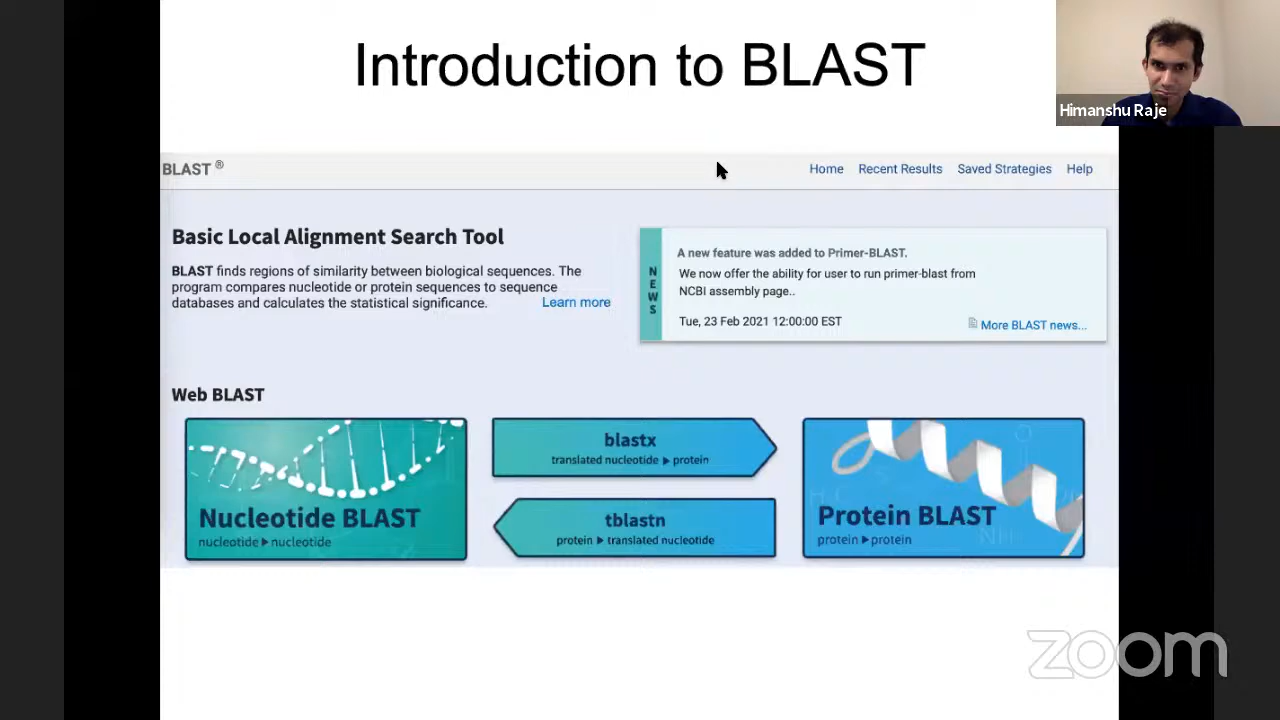 Introduction to BLAST
Himanshu Raje
BLAST ®
Home Recent Results Saved Strategies Help
Basic Local Alignment Search Tool
BLAST finds regions of similarity between biological sequences. The
program compares nucleotide or protein sequences to sequence
databases and calculates the statistical significance. Learn more
NEWS
A new feature was added to Primer-BLAST.
We now offer the ability for user to run primer-blast from
NCBI assembly page..
Tue, 23 Feb 2021 12:00:00 EST
More BLAST news...
Web BLAST
Nucleotide BLAST
nucleotide ▶ nucleotide
blastx
translated nucleotide ▶ protein
tblastn
protein ▶ translated nucleotide
Protein BLAST
protein ▶ protein
zoom